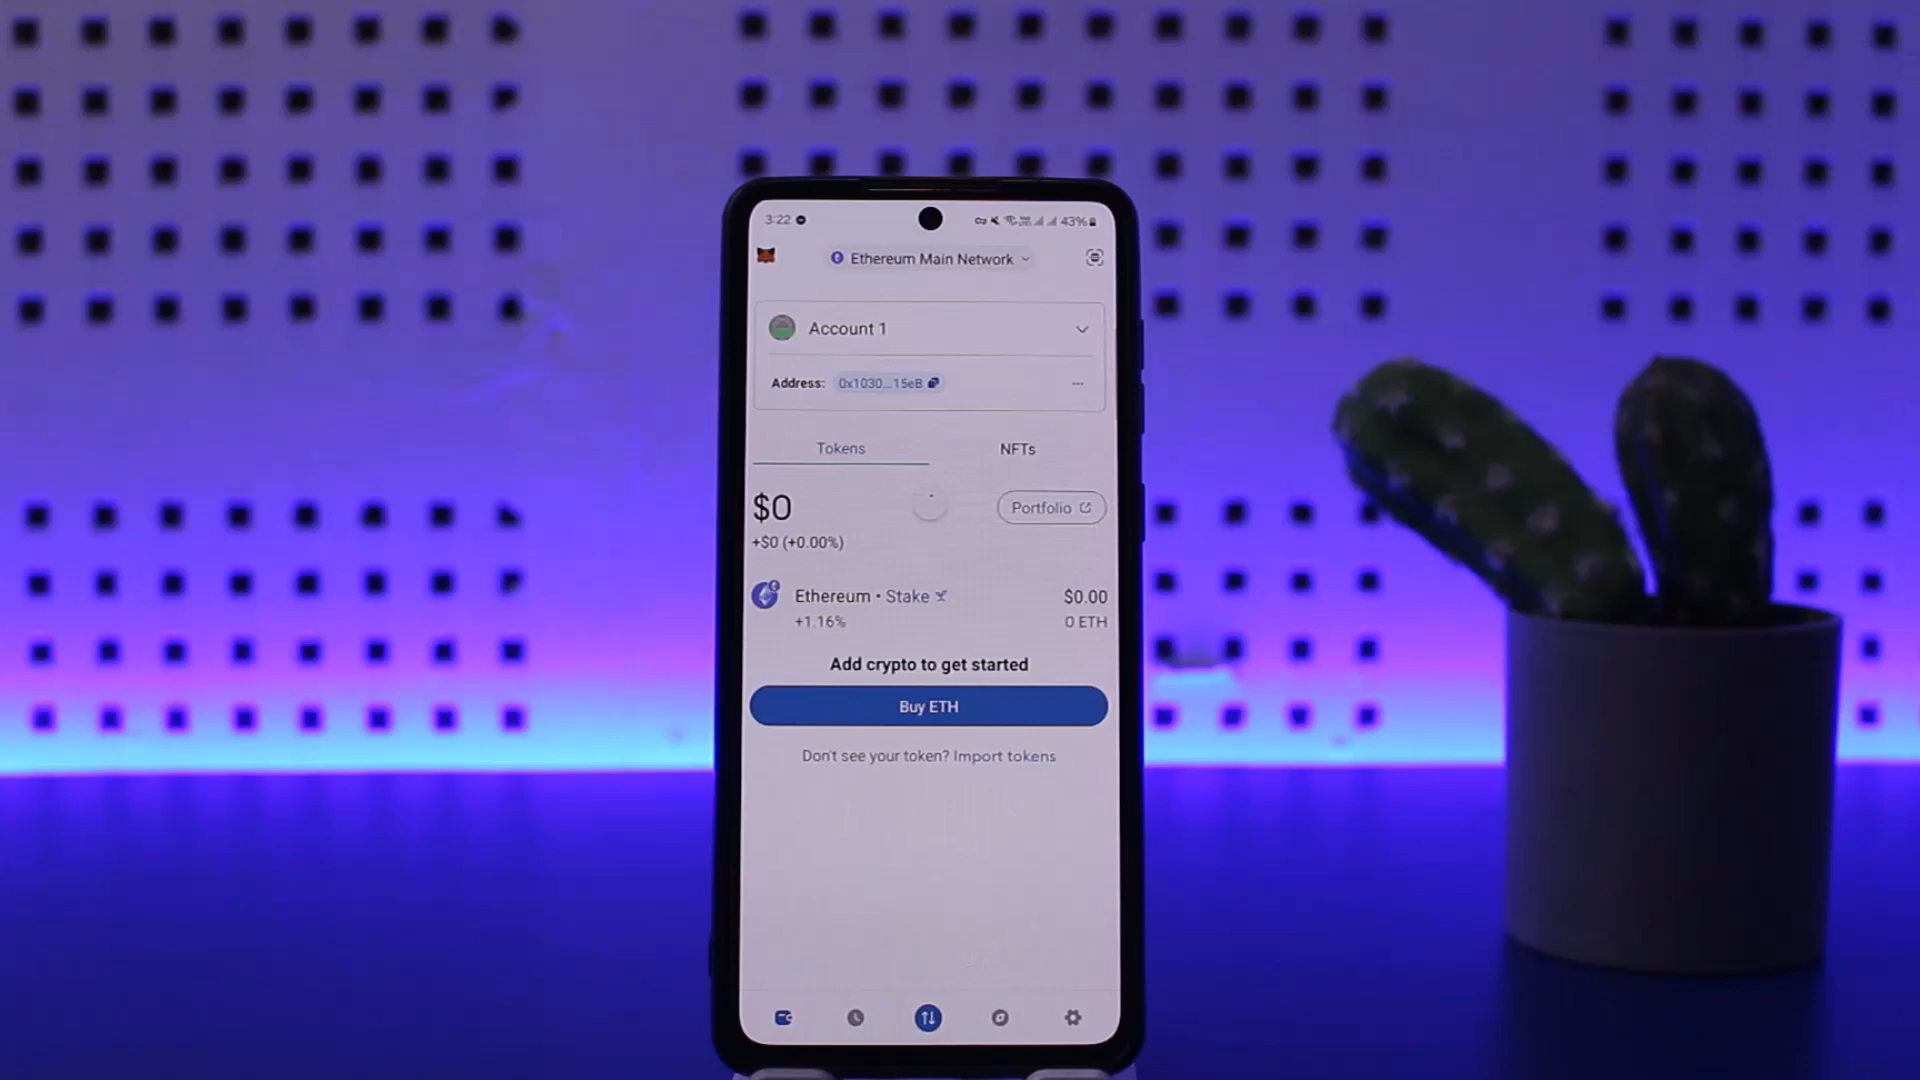 3:22
43%
Ethereum Main Network
Account 1
Address: 0x1030...15eB
Tokens NFTs
$0
Portfolio
+$0 (+0.00%)
Ethereum • Stake $0.00
+1.16% 0 ETH
Add crypto to get started
Buy ETH
Don't see your token? Import tokens